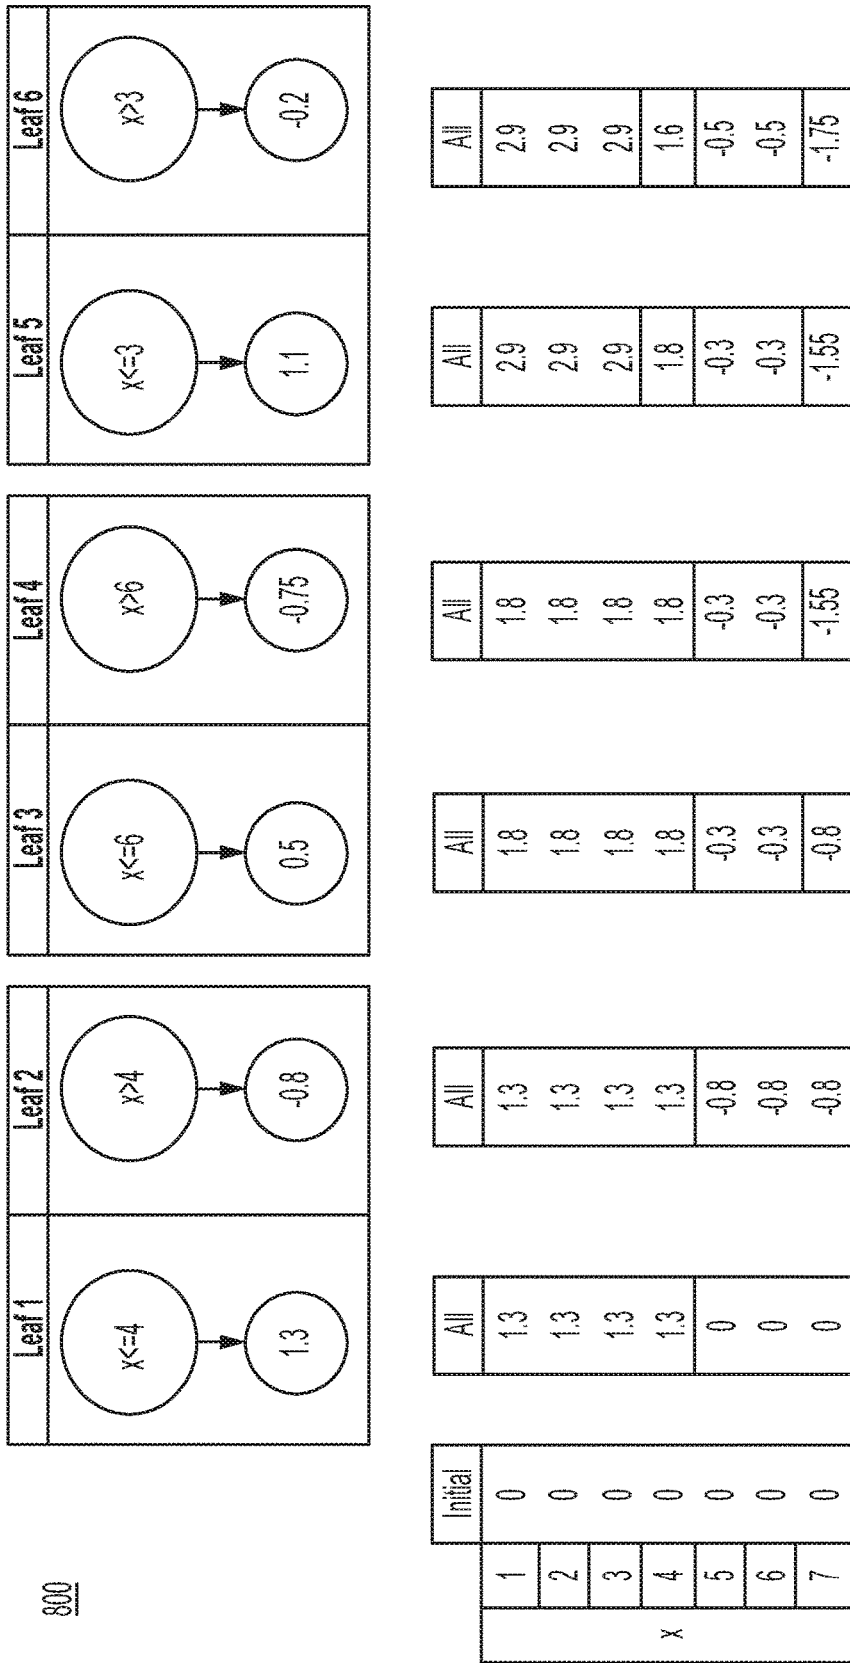 800
Leaf 1 Leaf 2 Leaf 3 Leaf 4 Leaf 5 Leaf 6
x<=4 x>4 x<=6 x>6 x<=3 x>3
1.3 -0.8 0.5 -0.75 1.1 -0.2
Initial All All All All All All
1 0 1.3 1.3 1.8 1.8 2.9 2.9
2 0 1.3 1.3 1.8 1.8 2.9 2.9
3 0 1.3 1.3 1.8 1.8 2.9 2.9
x 4 0 1.3 1.3 1.8 1.8 1.8 1.6
5 0 0 -0.8 -0.3 -0.3 -0.3 -0.5
6 0 0 -0.8 -0.3 -0.3 -0.3 -0.5
7 0 0 -0.8 -0.8 -1.55 -1.55 -1.75